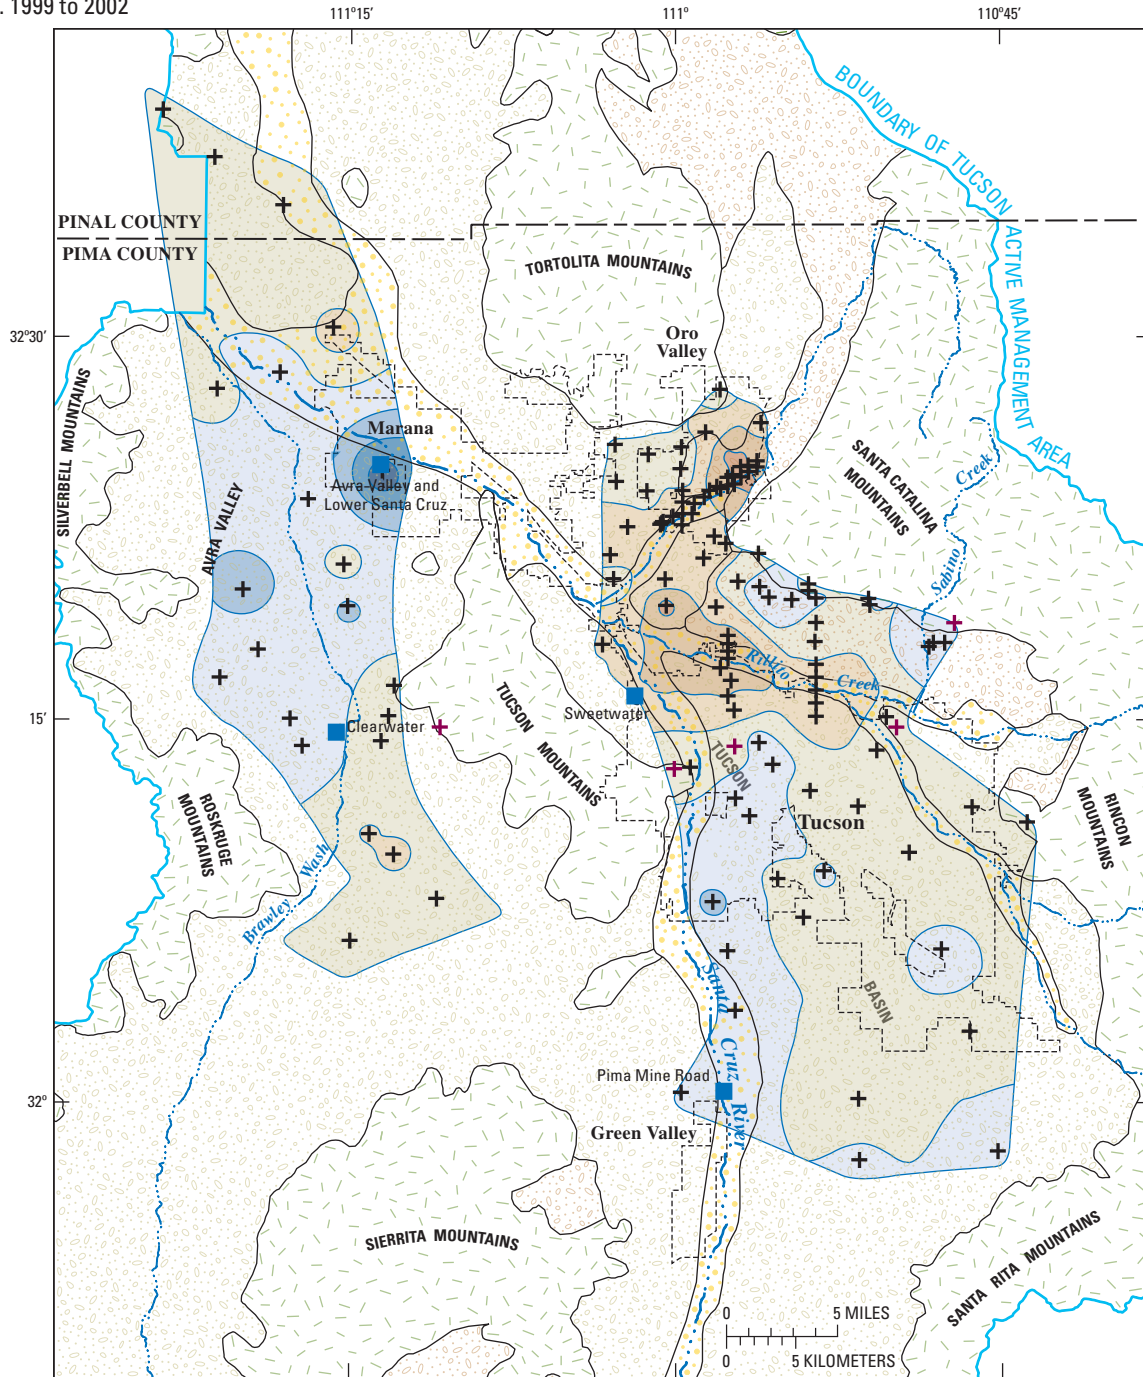 . 1999 to 2002
111°15'
111°
110°45'
BOUNDARY OF TUCSON
ACTIVE MANAGEMENT
AREA
PINAL COUNTY
PIMA COUNTY
TORTOLITA MOUNTAINS
32°30'
Oro
Valley
SILVERBELL MOUNTAINS
Marana
Avra Valley and
Lower Santa Cruz
AVRA VALLEY
SANTA CATALINA
MOUNTAINS
Sabino
Creek
Rillito
Creek
15'
Sweetwater
Clearwater
TUCSON
MOUNTAINS
TUCSON
BASIN
Tucson
ROSKRUGE
MOUNTAINS
RINCON
MOUNTAINS
Brawley
Wash
Santa
Cruz
River
Pima Mine Road
32°
Green Valley
SIERRITA MOUNTAINS
SANTA RITA MOUNTAINS
0
5 MILES
0
5 KILOMETERS